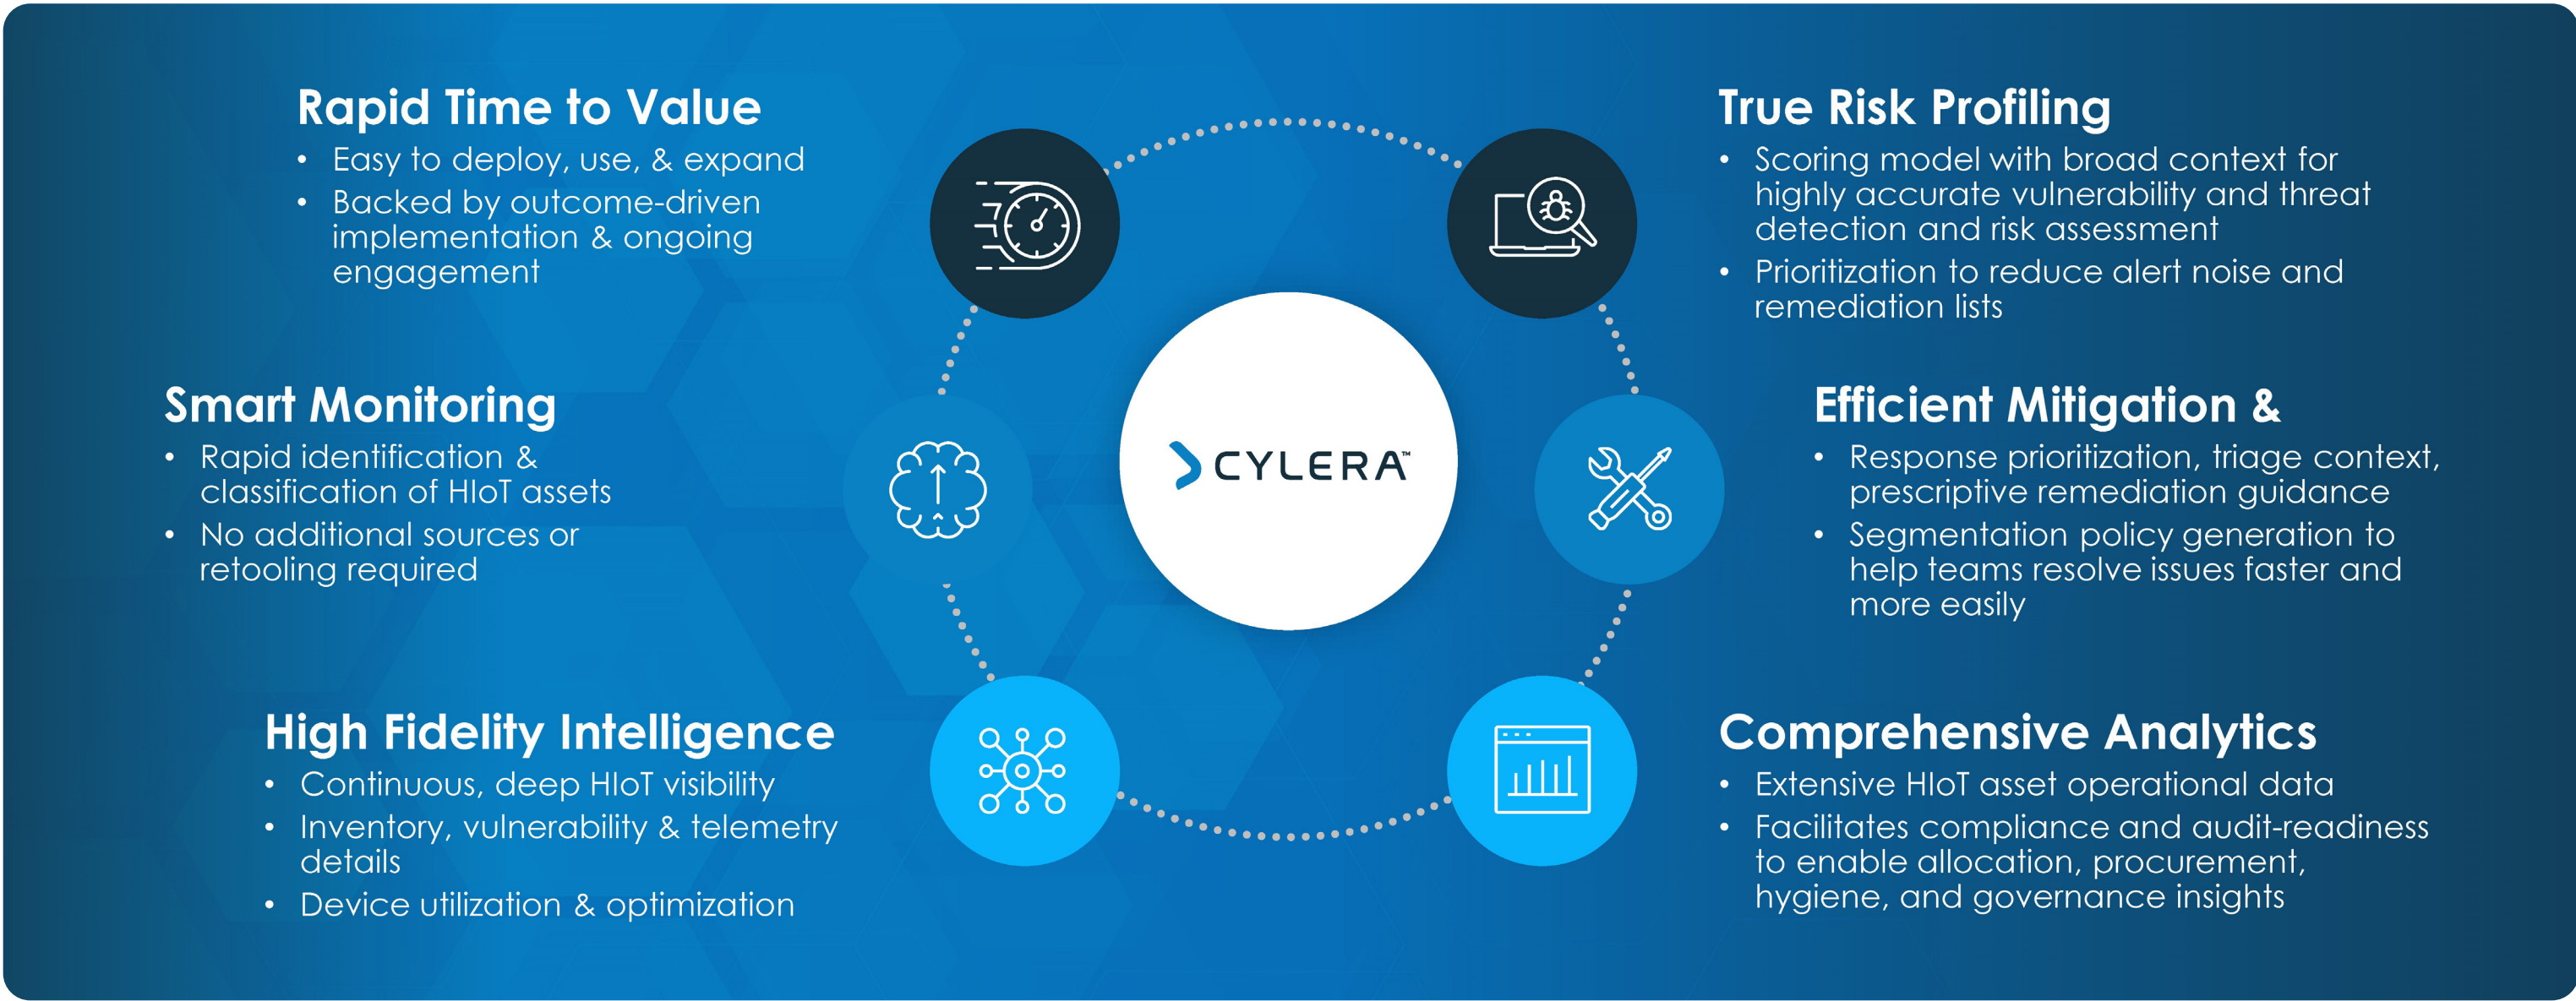 Rapid Time to Value
• Easy to deploy, use, & expand
• Backed by outcome-driven
implementation & ongoing
engagement
Smart Monitoring
• Rapid identification &
classification of HIoT assets
• No additional sources or
retooling required
High Fidelity Intelligence
• Continuous, deep HIoT visibility
• Inventory, vulnerability & telemetry
details
• Device utilization & optimization
CYLERA™
True Risk Profiling
• Scoring model with broad context for
highly accurate vulnerability and threat
detection and risk assessment
• Prioritization to reduce alert noise and
remediation lists
Efficient Mitigation &
• Response prioritization, triage context,
prescriptive remediation guidance
• Segmentation policy generation to
help teams resolve issues faster and
more easily
Comprehensive Analytics
• Extensive HIoT asset operational data
• Facilitates compliance and audit-readiness
to enable allocation, procurement,
hygiene, and governance insights